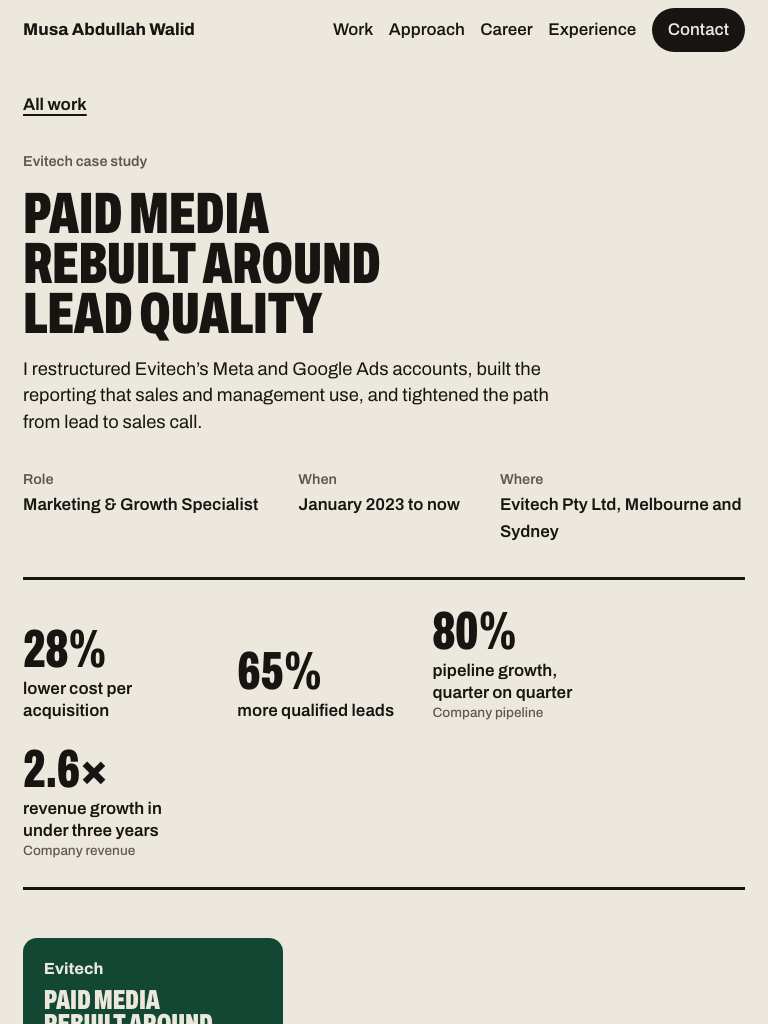 Musa Abdullah Walid
Work Approach Career Experience Contact
All work
Evitech case study
PAID MEDIA
REBUILT AROUND
LEAD QUALITY
I restructured Evitech’s Meta and Google Ads accounts, built the
reporting that sales and management use, and tightened the path
from lead to sales call.
Role
Marketing & Growth Specialist
When
January 2023 to now
Where
Evitech Pty Ltd, Melbourne and
Sydney
28%
lower cost per
acquisition
65%
more qualified leads
80%
pipeline growth,
quarter on quarter
Company pipeline
2.6×
revenue growth in
under three years
Company revenue
Evitech
PAID MEDIA
REBUILT AROUND